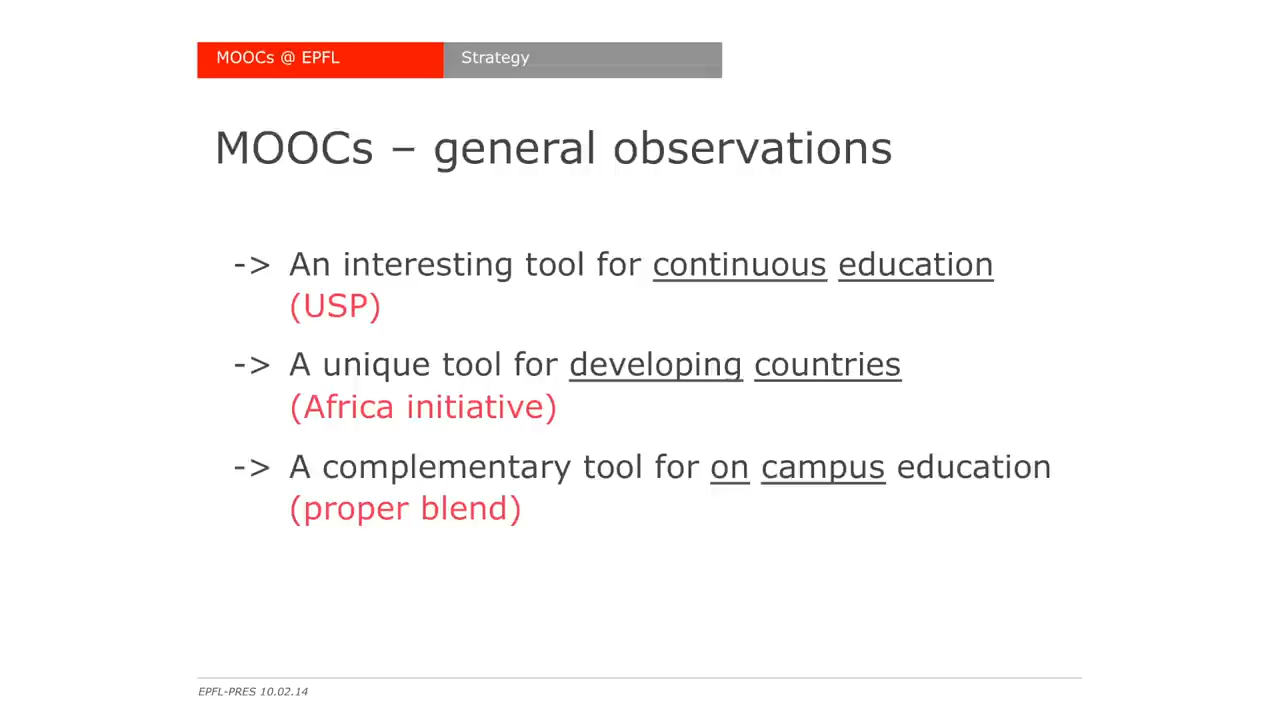 MOOCs @ EPFL Strategy
MOOCs – general observations
-> An interesting tool for continuous education
(USP)
-> A unique tool for developing countries
(Africa initiative)
-> A complementary tool for on campus education
(proper blend)
EPFL-PRES 10.02.14